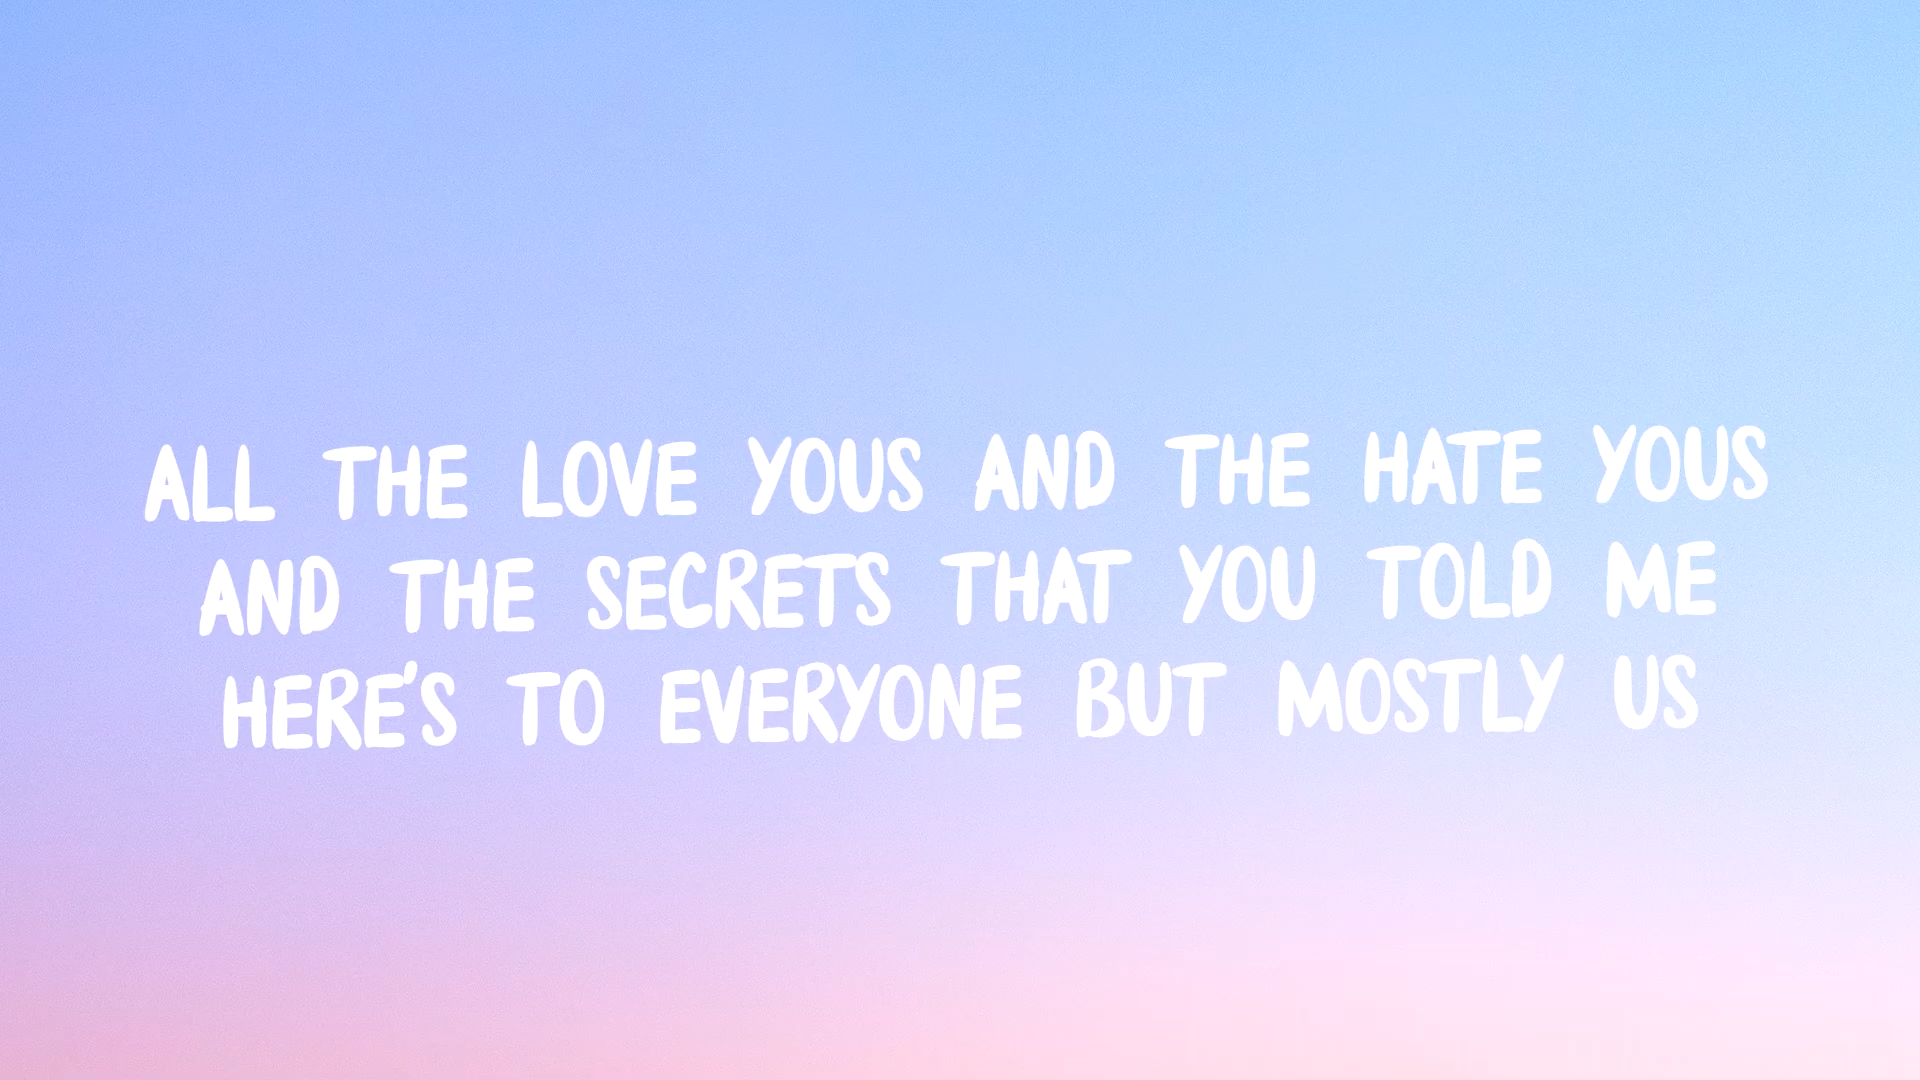 ALL THE LOVE YOUS AND THE HATE YOUS
AND THE SECRETS THAT YOU TOLD ME
HERE'S TO EVERYONE BUT MOSTLY US